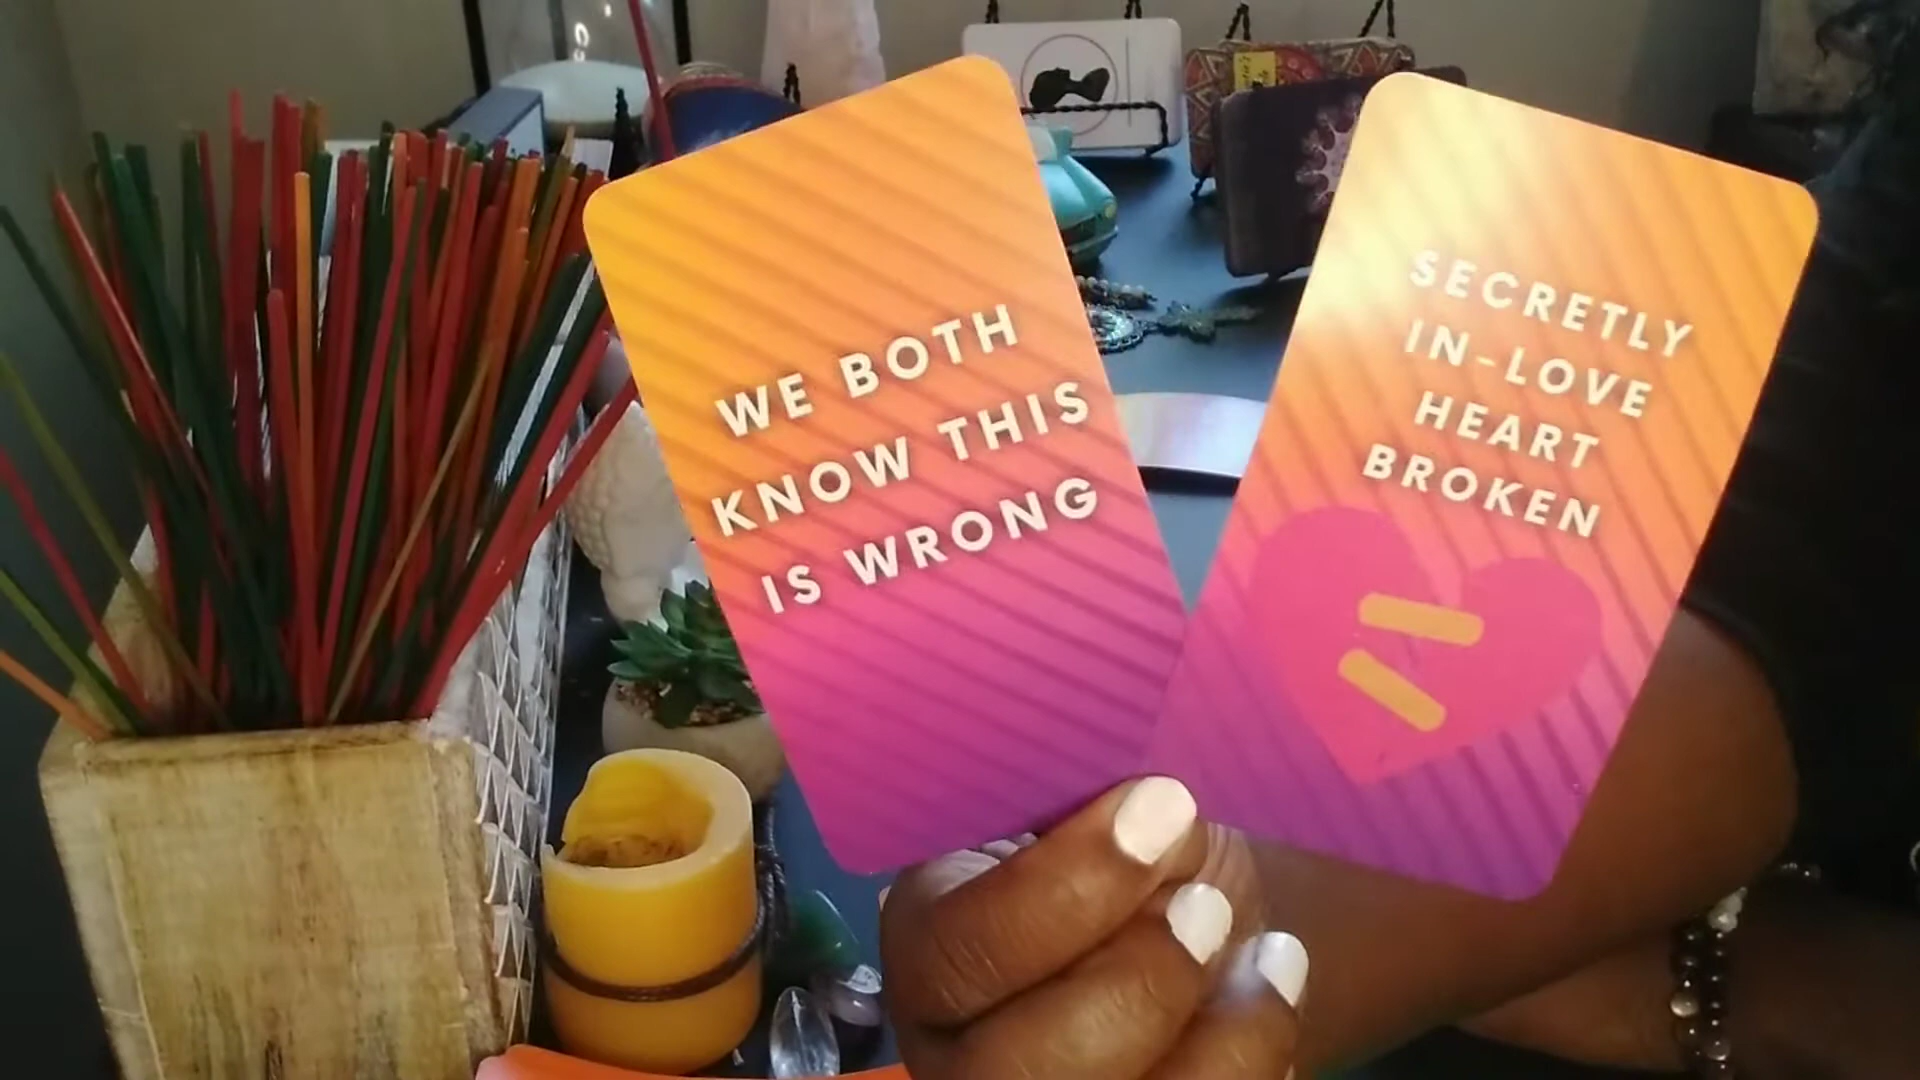 WE BOTH
KNOW THIS
IS WRONG
SECRETLY
IN-LOVE
HEART
BROKEN